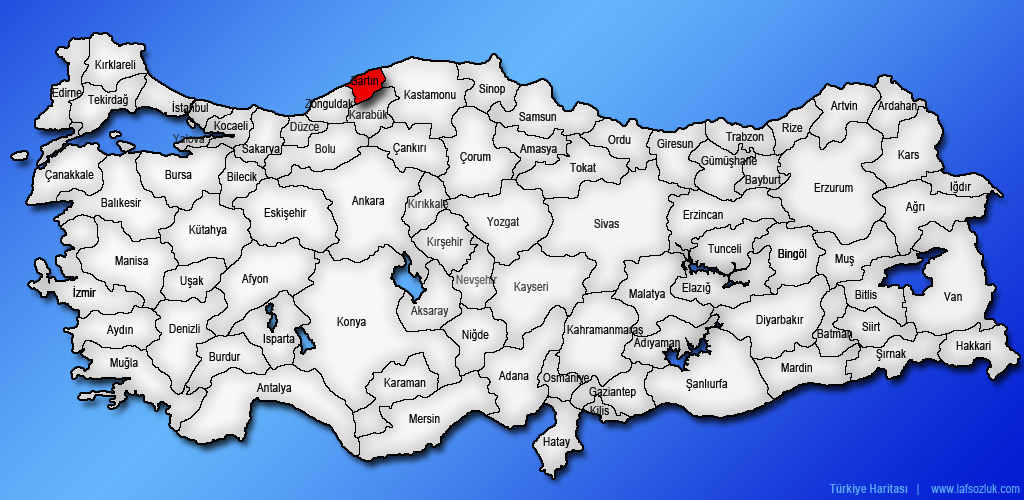 Kırklareli
Edirne
Tekirdağ
İstanbul
Bartın
Zonguldak
Karabük
Kastamonu
Sinop
Samsun
Kocaeli
Yalova
Sakarya
Düzce
Bolu
Çankırı
Çorum
Amasya
Ordu
Giresun
Trabzon
Rize
Artvin
Ardahan
Kars
Iğdır
Çanakkale
Bursa
Bilecik
Balıkesir
Kütahya
Eskişehir
Ankara
Kırıkkale
Yozgat
Tokat
Sivas
Gümüşhane
Bayburt
Erzincan
Erzurum
Ağrı
Manisa
Uşak
Afyon
Kırşehir
Nevşehir
Kayseri
Malatya
Tunceli
Elazığ
Bingöl
Muş
Bitlis
Van
İzmir
Aydın
Denizli
Isparta
Konya
Aksaray
Niğde
Kahramanmaraş
Adıyaman
Diyarbakır
Batman
Siirt
Şırnak
Hakkari
Muğla
Burdur
Antalya
Karaman
Mersin
Adana
Osmaniye
Gaziantep
Kilis
Şanlıurfa
Mardin
Hatay
Türkiye Haritası | www.lafsozluk.com